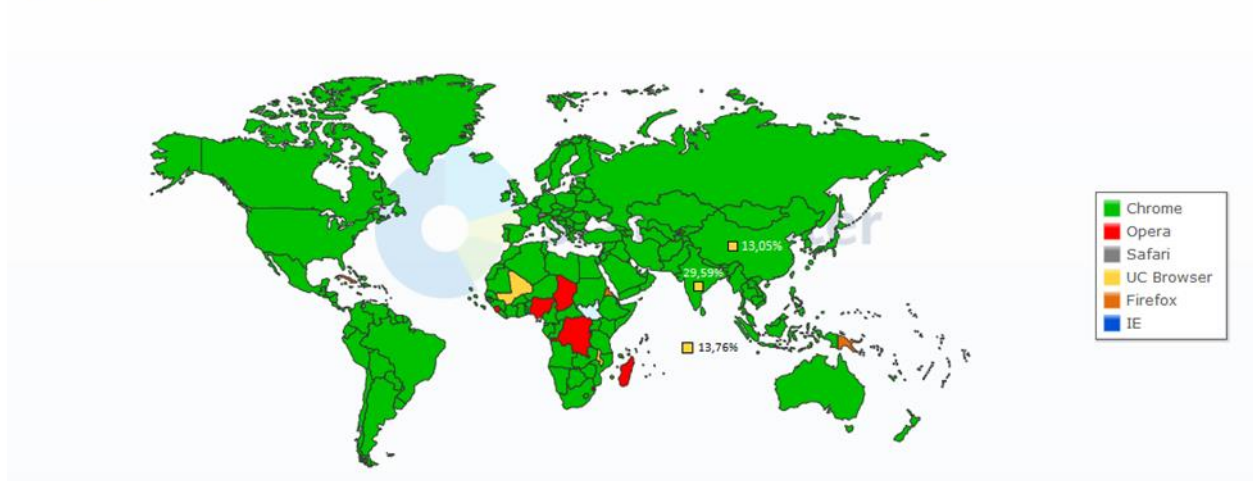 13,05%
29,59%
13,76%
Chrome
Opera
Safari
UC Browser
Firefox
IE